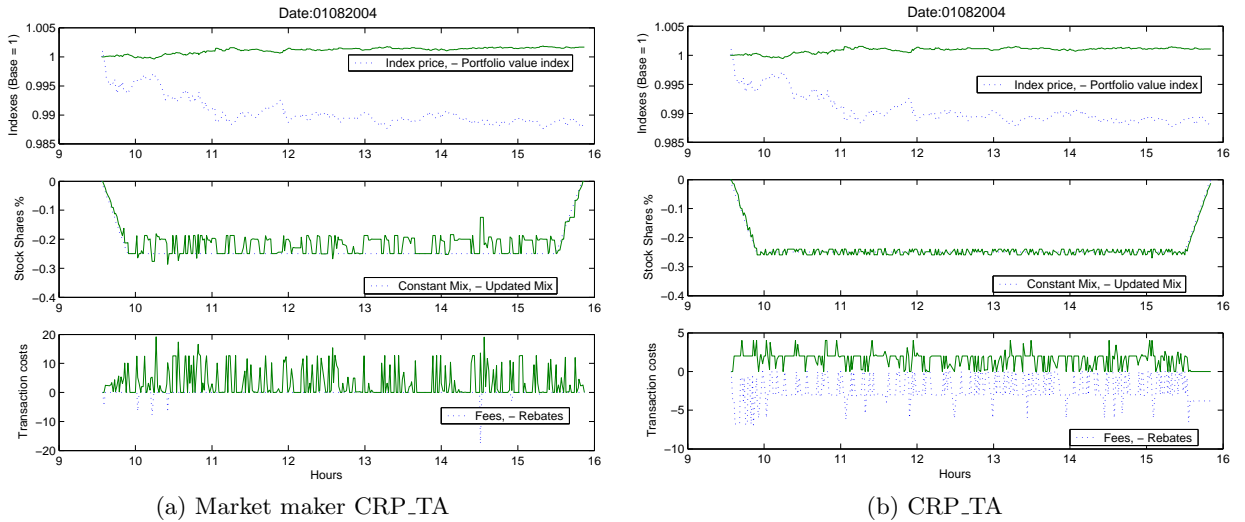 Date:01082004
Indexes (Base = 1)
1.005
1
0.995
0.99
0.985
Index price, – Portfolio value index
9 10 11 12 13 14 15 16
Stock Shares %
0
−0.1
−0.2
−0.3
−0.4
Constant Mix, – Updated Mix
9 10 11 12 13 14 15 16
Transaction costs
20
10
0
−10
−20
Fees, – Rebates
9 10 11 12 13 14 15 16
Hours
(a) Market maker CRP_TA
Date:01082004
Indexes (Base = 1)
1.005
1
0.995
0.99
0.985
Index price, – Portfolio value index
9 10 11 12 13 14 15 16
Stock Shares %
0
−0.1
−0.2
−0.3
−0.4
Constant Mix, – Updated Mix
9 10 11 12 13 14 15 16
Transaction costs
5
0
−5
−10
Fees, – Rebates
9 10 11 12 13 14 15 16
Hours
(b) CRP_TA